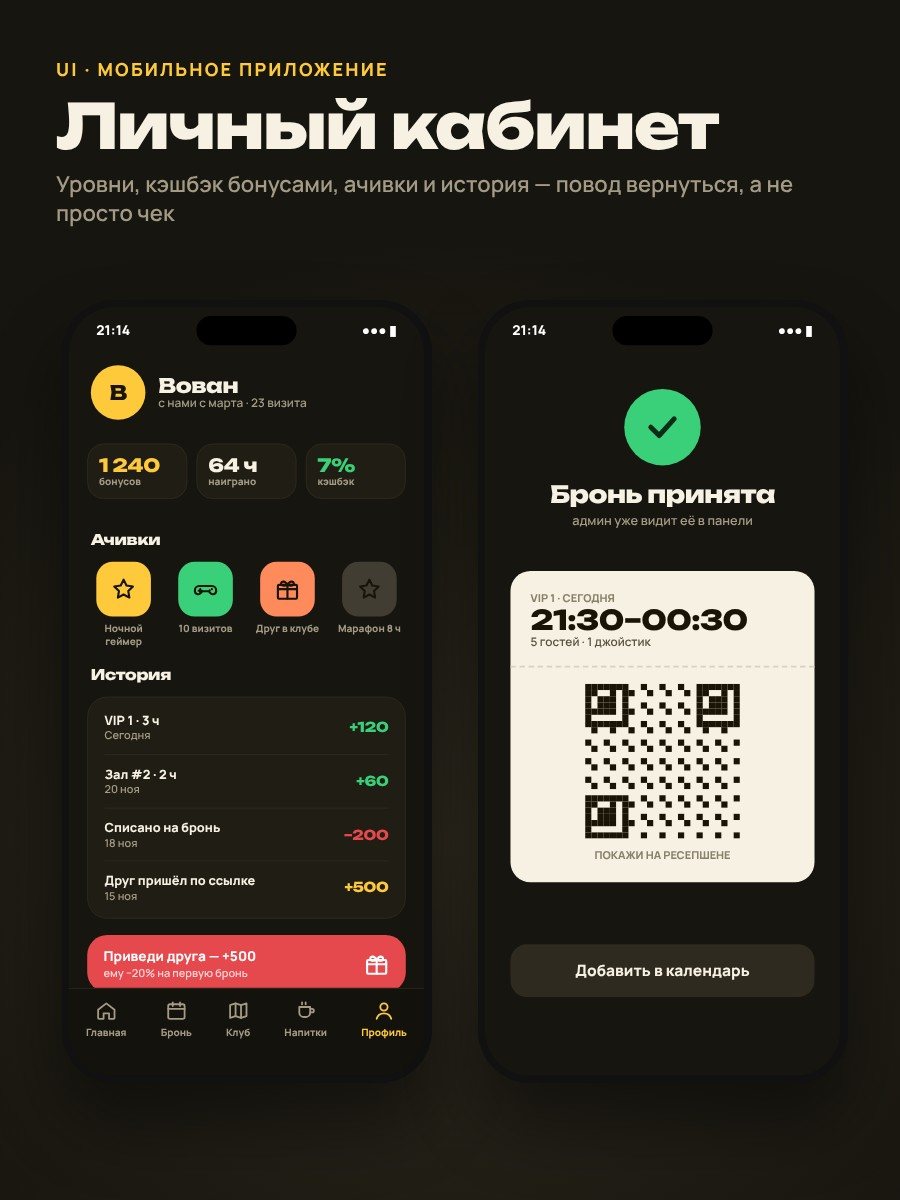 UI · МОБИЛЬНОЕ ПРИЛОЖЕНИЕ
Личный кабинет
Уровни, кэшбэк бонусами, ачивки и история — повод вернуться, а не
просто чек
21:14
В
Вован
с нами с марта · 23 визита
1 240
бонусов
64 ч
наиграно
7%
кэшбэк
Ачивки
Ночной
геймер
10 визитов
Друг в клубе
Марафон 8 ч
История
VIP 1 · 3 ч
Сегодня
+120
Зал #2 · 2 ч
20 ноя
+60
Списано на бронь
18 ноя
−200
Друг пришёл по ссылке
15 ноя
+500
Приведи друга — +500
ему −20% на первую бронь
Главная
Бронь
Клуб
Напитки
Профиль
21:14
Бронь принята
админ уже видит её в панели
VIP 1 · СЕГОДНЯ
21:30–00:30
5 гостей · 1 джойстик
ПОКАЖИ НА РЕСЕПШЕНЕ
Добавить в календарь